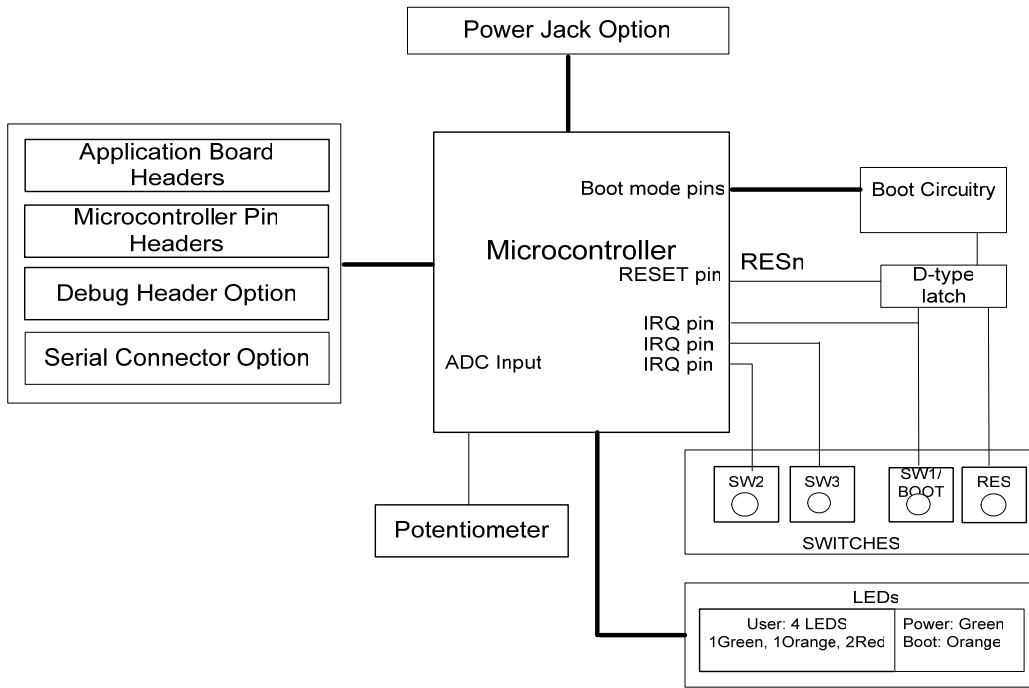 Power Jack Option
Application Board
Headers
Microcontroller Pin
Headers
Debug Header Option
Serial Connector Option
Boot mode pins
Microcontroller
RESET pin
IRQ pin
IRQ pin
IRQ pin
ADC Input
RESn
Boot Circuitry
D-type
latch
Potentiometer
SW2
SW3
SW1/
BOOT
RES
SWITCHES
LEDs
User: 4 LEDS
1Green, 1Orange, 2Red
Power: Green
Boot: Orange